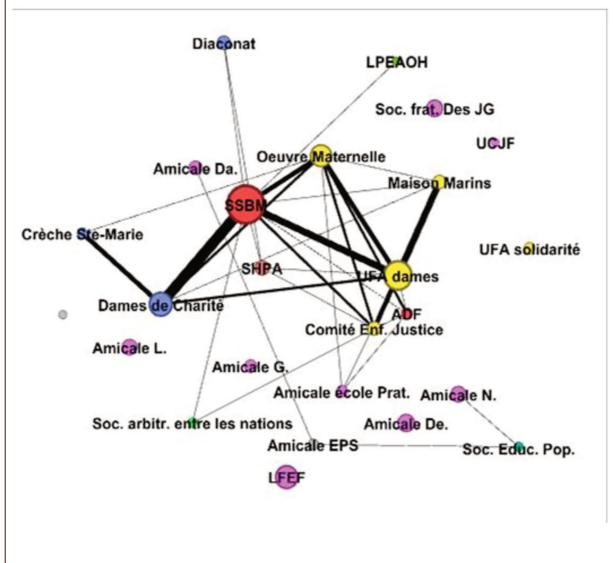 Diaconat
LPEAOH
Soc. frat. Des JG
UCJF
Oeuvre Maternelle
Amicale Da.
Maison Marins
SSBM
Crèche Ste-Marie
UFA solidarité
SHPA
UFA dames
Dames de Charité
ADF
Comité Enf. Justice
Amicale L.
Amicale G.
Amicale école Prat.
Amicale N.
Soc. arbitr. entre les nations
Amicale De.
Amicale EPS
Soc. Educ. Pop.
LFEF